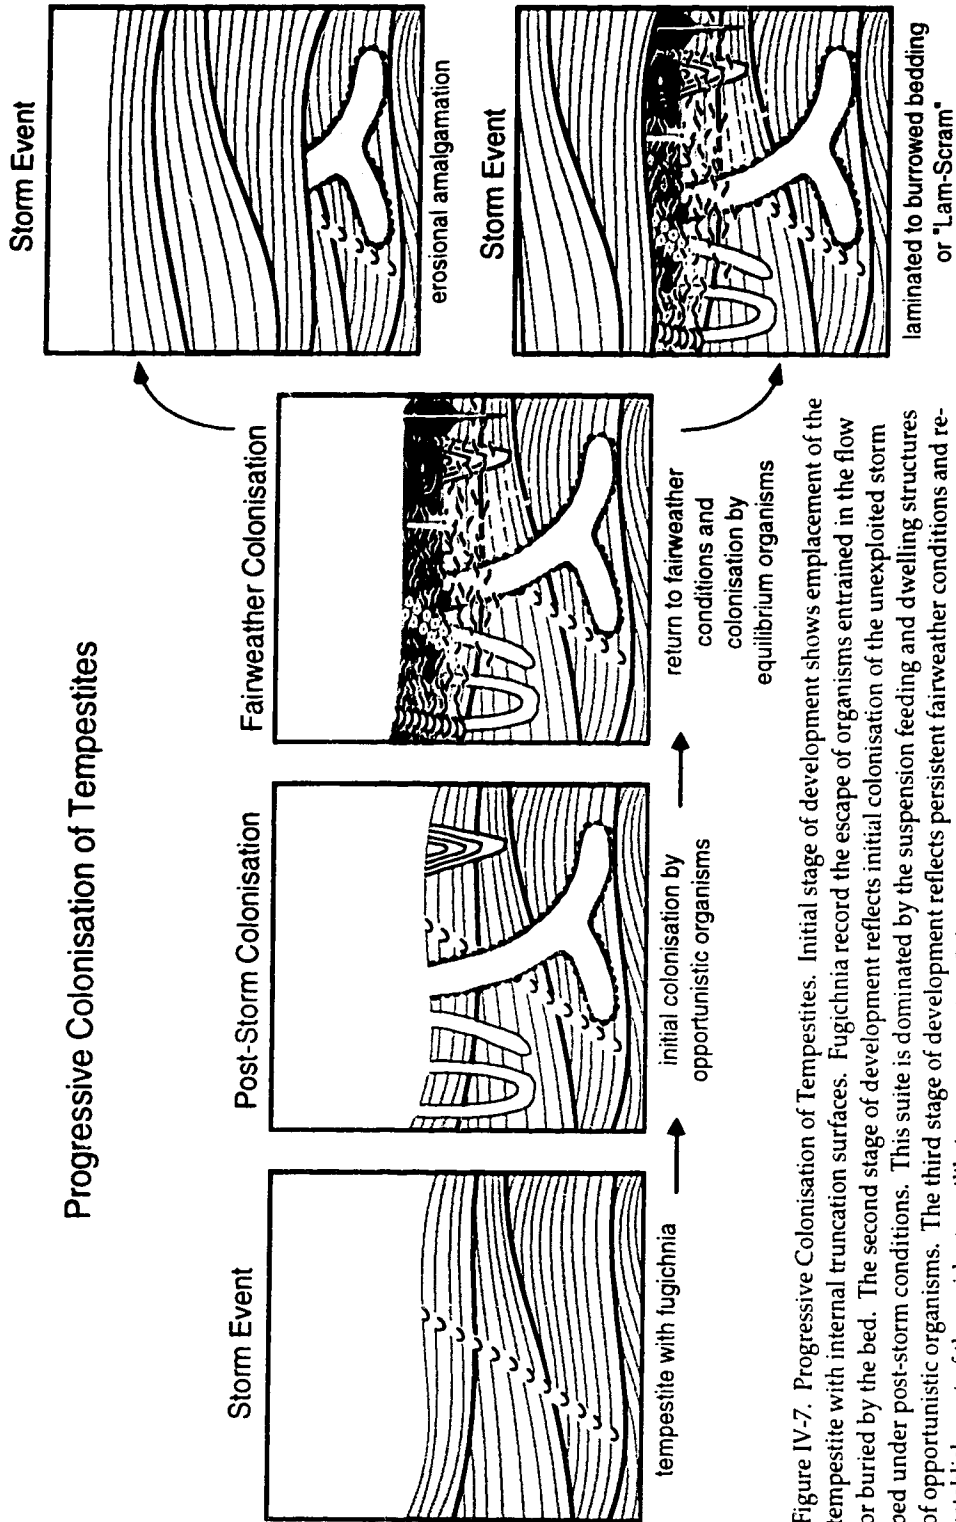 Progressive Colonisation of Tempestites
Storm Event
tempestite with fugichnia
Post-Storm Colonisation
initial colonisation by
opportunistic organisms
Fairweather Colonisation
return to fairweather
conditions and
colonisation by
equilibrium organisms
Storm Event
erosional amalgamation
Storm Event
laminated to burrowed bedding
or "Lam-Scram"
Figure IV-7. Progressive Colonisation of Tempestites. Initial stage of development shows emplacement of the
tempestite with internal truncation surfaces. Fugichnia record the escape of organisms entrained in the flow
or buried by the bed. The second stage of development reflects initial colonisation of the unexploited storm
bed under post-storm conditions. This suite is dominated by the suspension feeding and dwelling structures
of opportunistic organisms. The third stage of development reflects persistent fairweather conditions and re-